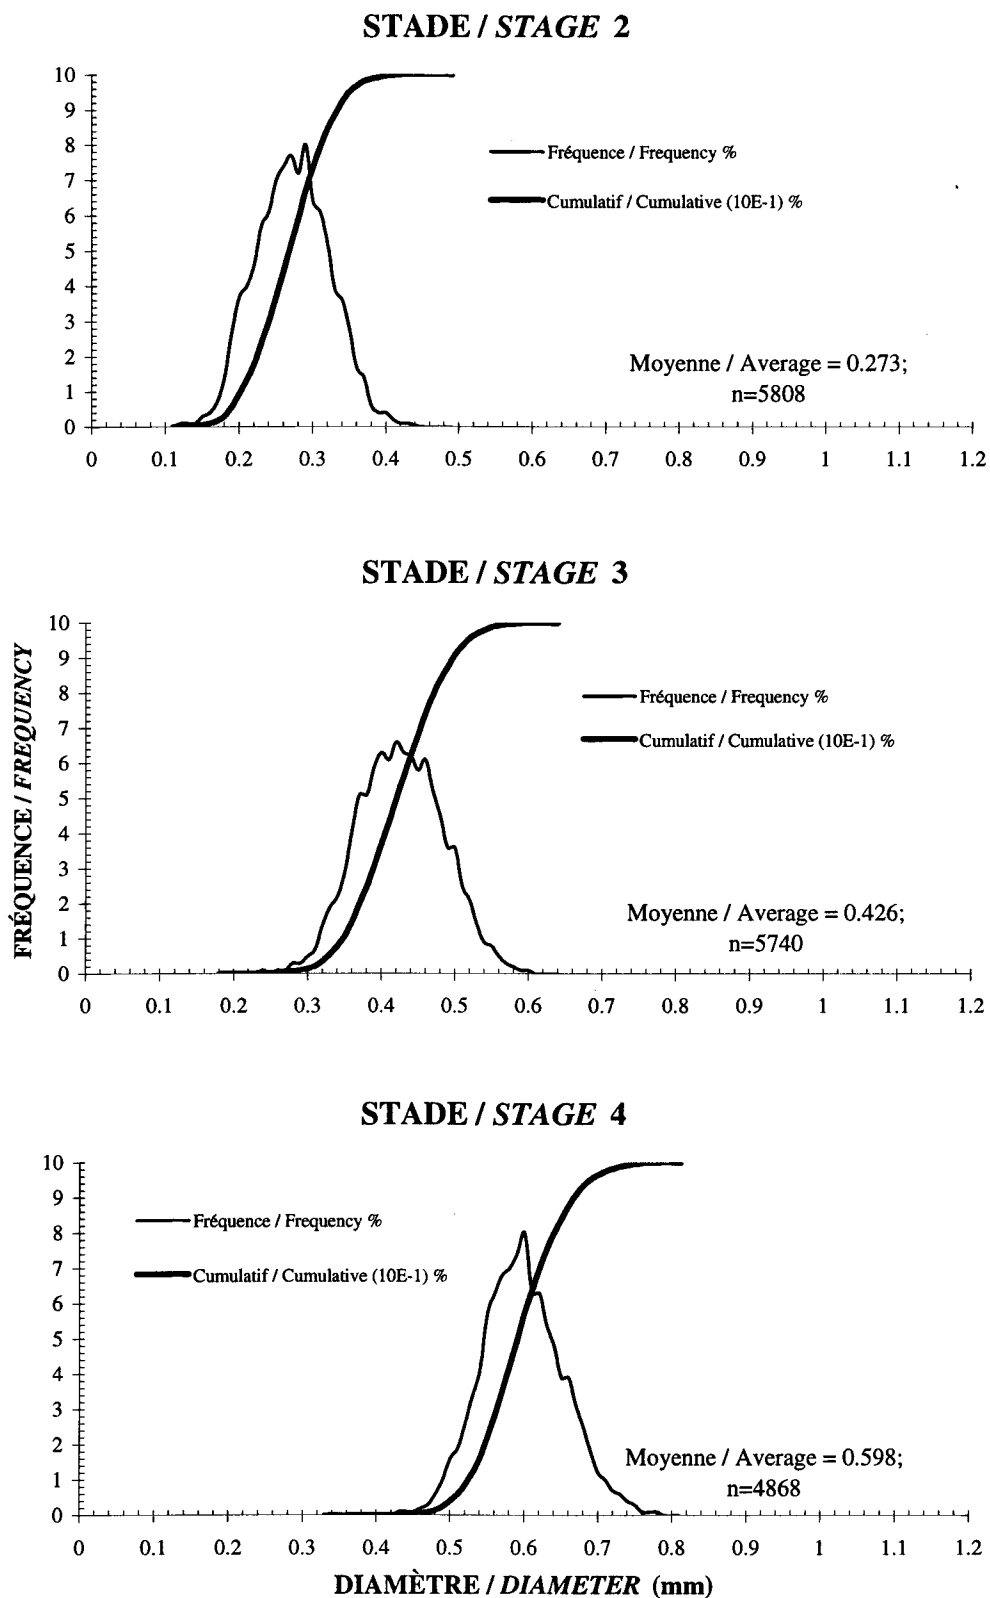 STADE / STAGE 2
10
9
8
7
6
5
4
3
2
1
0
Fréquence / Frequency %
Cumulatif / Cumulative (10E-1) %
Moyenne / Average = 0.273;
n=5808
0 0.1 0.2 0.3 0.4 0.5 0.6 0.7 0.8 0.9 1 1.1 1.2
STADE / STAGE 3
FRÉQUENCE / FREQUENCY
10
9
8
7
6
5
4
3
2
1
0
Fréquence / Frequency %
Cumulatif / Cumulative (10E-1) %
Moyenne / Average = 0.426;
n=5740
0 0.1 0.2 0.3 0.4 0.5 0.6 0.7 0.8 0.9 1 1.1 1.2
STADE / STAGE 4
10
9
8
7
6
5
4
3
2
1
0
Fréquence / Frequency %
Cumulatif / Cumulative (10E-1) %
Moyenne / Average = 0.598;
n=4868
0 0.1 0.2 0.3 0.4 0.5 0.6 0.7 0.8 0.9 1 1.1 1.2
DIAMÈTRE / DIAMETER (mm)